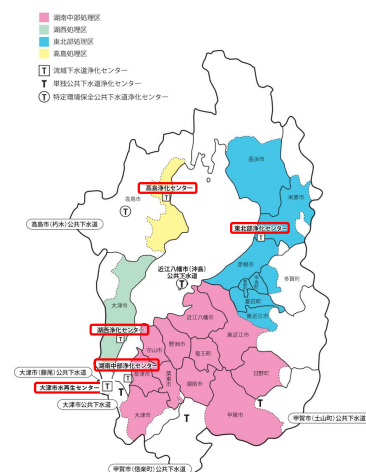 湖南中部処理区
湖西処理区
東北部処理区
高島処理区
T 流域下水道浄化センター
T 単独公共下水道浄化センター
T 特定環境保全公共下水道浄化センター
長浜市
米原市
高島浄化センター
T
高島市
T
高島市(朽木)公共下水道
東北部浄化センター
T
彦根市
多賀町
近江八幡市(沖島)
公共下水道
T
愛荘町
東近江市
大津市
近江八幡市
東近江市
湖西浄化センター
T
野洲市
守山市
竜王町
湖南中部浄化センター
T
大津市(藤尾)公共下水道
草津市
栗東市
湖南市
日野町
大津市水再生センター
T
T
大津市公共下水道
大津市
甲賀市
T
T
甲賀市(土山町)公共下水道
甲賀市(信楽町)公共下水道